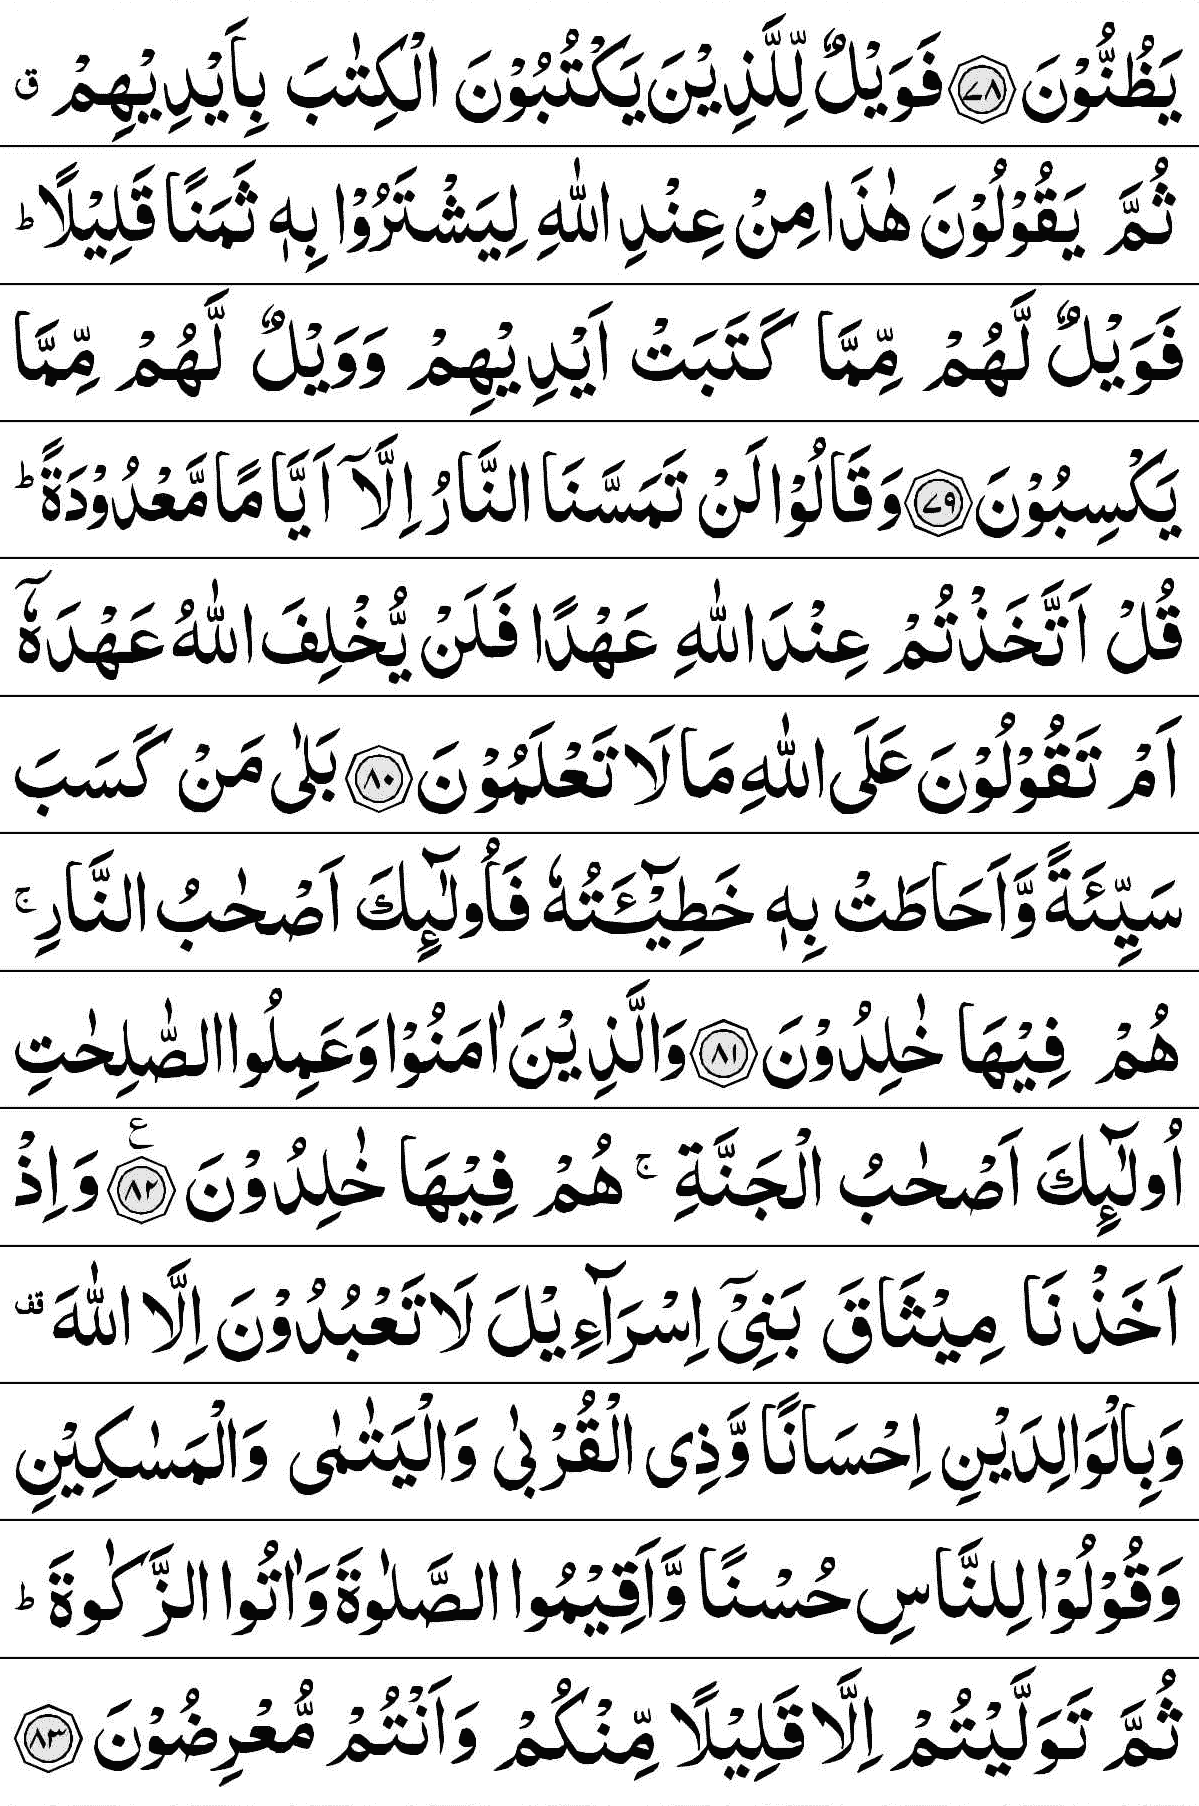 يَظُنُّوْنَ ۝٧٨ فَوَيْلٌ لِّلَّذِيْنَ يَكْتُبُوْنَ الْكِتٰبَ بِاَيْدِيْهِمْ ق
ثُمَّ يَقُوْلُوْنَ هٰذَا مِنْ عِنْدِ اللّٰهِ لِيَشْتَرُوْا بِهٖ ثَمَنًا قَلِيْلًا ؕ
فَوَيْلٌ لَّهُمْ مِّمَّا كَتَبَتْ اَيْدِيْهِمْ وَوَيْلٌ لَّهُمْ مِّمَّا
يَكْسِبُوْنَ ۝٧٩ وَقَالُوْا لَنْ تَمَسَّنَا النَّارُ اِلَّاۤ اَيَّامًا مَّعْدُوْدَةً ؕ
قُلْ اَتَّخَذْتُمْ عِنْدَ اللّٰهِ عَهْدًا فَلَنْ يُّخْلِفَ اللّٰهُ عَهْدَهٗۤ
اَمْ تَقُوْلُوْنَ عَلَى اللّٰهِ مَا لَا تَعْلَمُوْنَ ۝٨٠ بَلٰى مَنْ كَسَبَ
سَيِّئَةً وَّاَحَاطَتْ بِهٖ خَطِيْٓـَٔتُهٗ فَاُولٰٓئِكَ اَصْحٰبُ النَّارِ ۚ
هُمْ فِيْهَا خٰلِدُوْنَ ۝٨١ وَالَّذِيْنَ اٰمَنُوْا وَعَمِلُوا الصّٰلِحٰتِ
اُولٰٓئِكَ اَصْحٰبُ الْجَنَّةِ ۚ هُمْ فِيْهَا خٰلِدُوْنَ ۝٨٢ ع وَاِذْ
اَخَذْنَا مِيْثَاقَ بَنِيْۤ اِسْرَآءِيْلَ لَا تَعْبُدُوْنَ اِلَّا اللّٰهَ قف
وَبِالْوَالِدَيْنِ اِحْسَانًا وَّذِى الْقُرْبٰى وَالْيَتٰمٰى وَالْمَسٰكِيْنِ
وَقُوْلُوْا لِلنَّاسِ حُسْنًا وَّاَقِيْمُوا الصَّلٰوةَ وَاٰتُوا الزَّكٰوةَ ؕ
ثُمَّ تَوَلَّيْتُمْ اِلَّا قَلِيْلًا مِّنْكُمْ وَاَنْتُمْ مُّعْرِضُوْنَ ۝٨٣